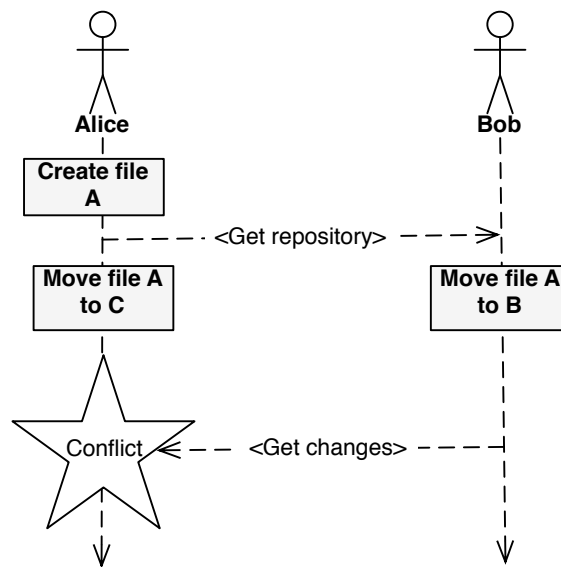 Alice
Bob
Create file
A
<Get repository>
Move file A
to C
Move file A
to B
Conflict
<Get changes>